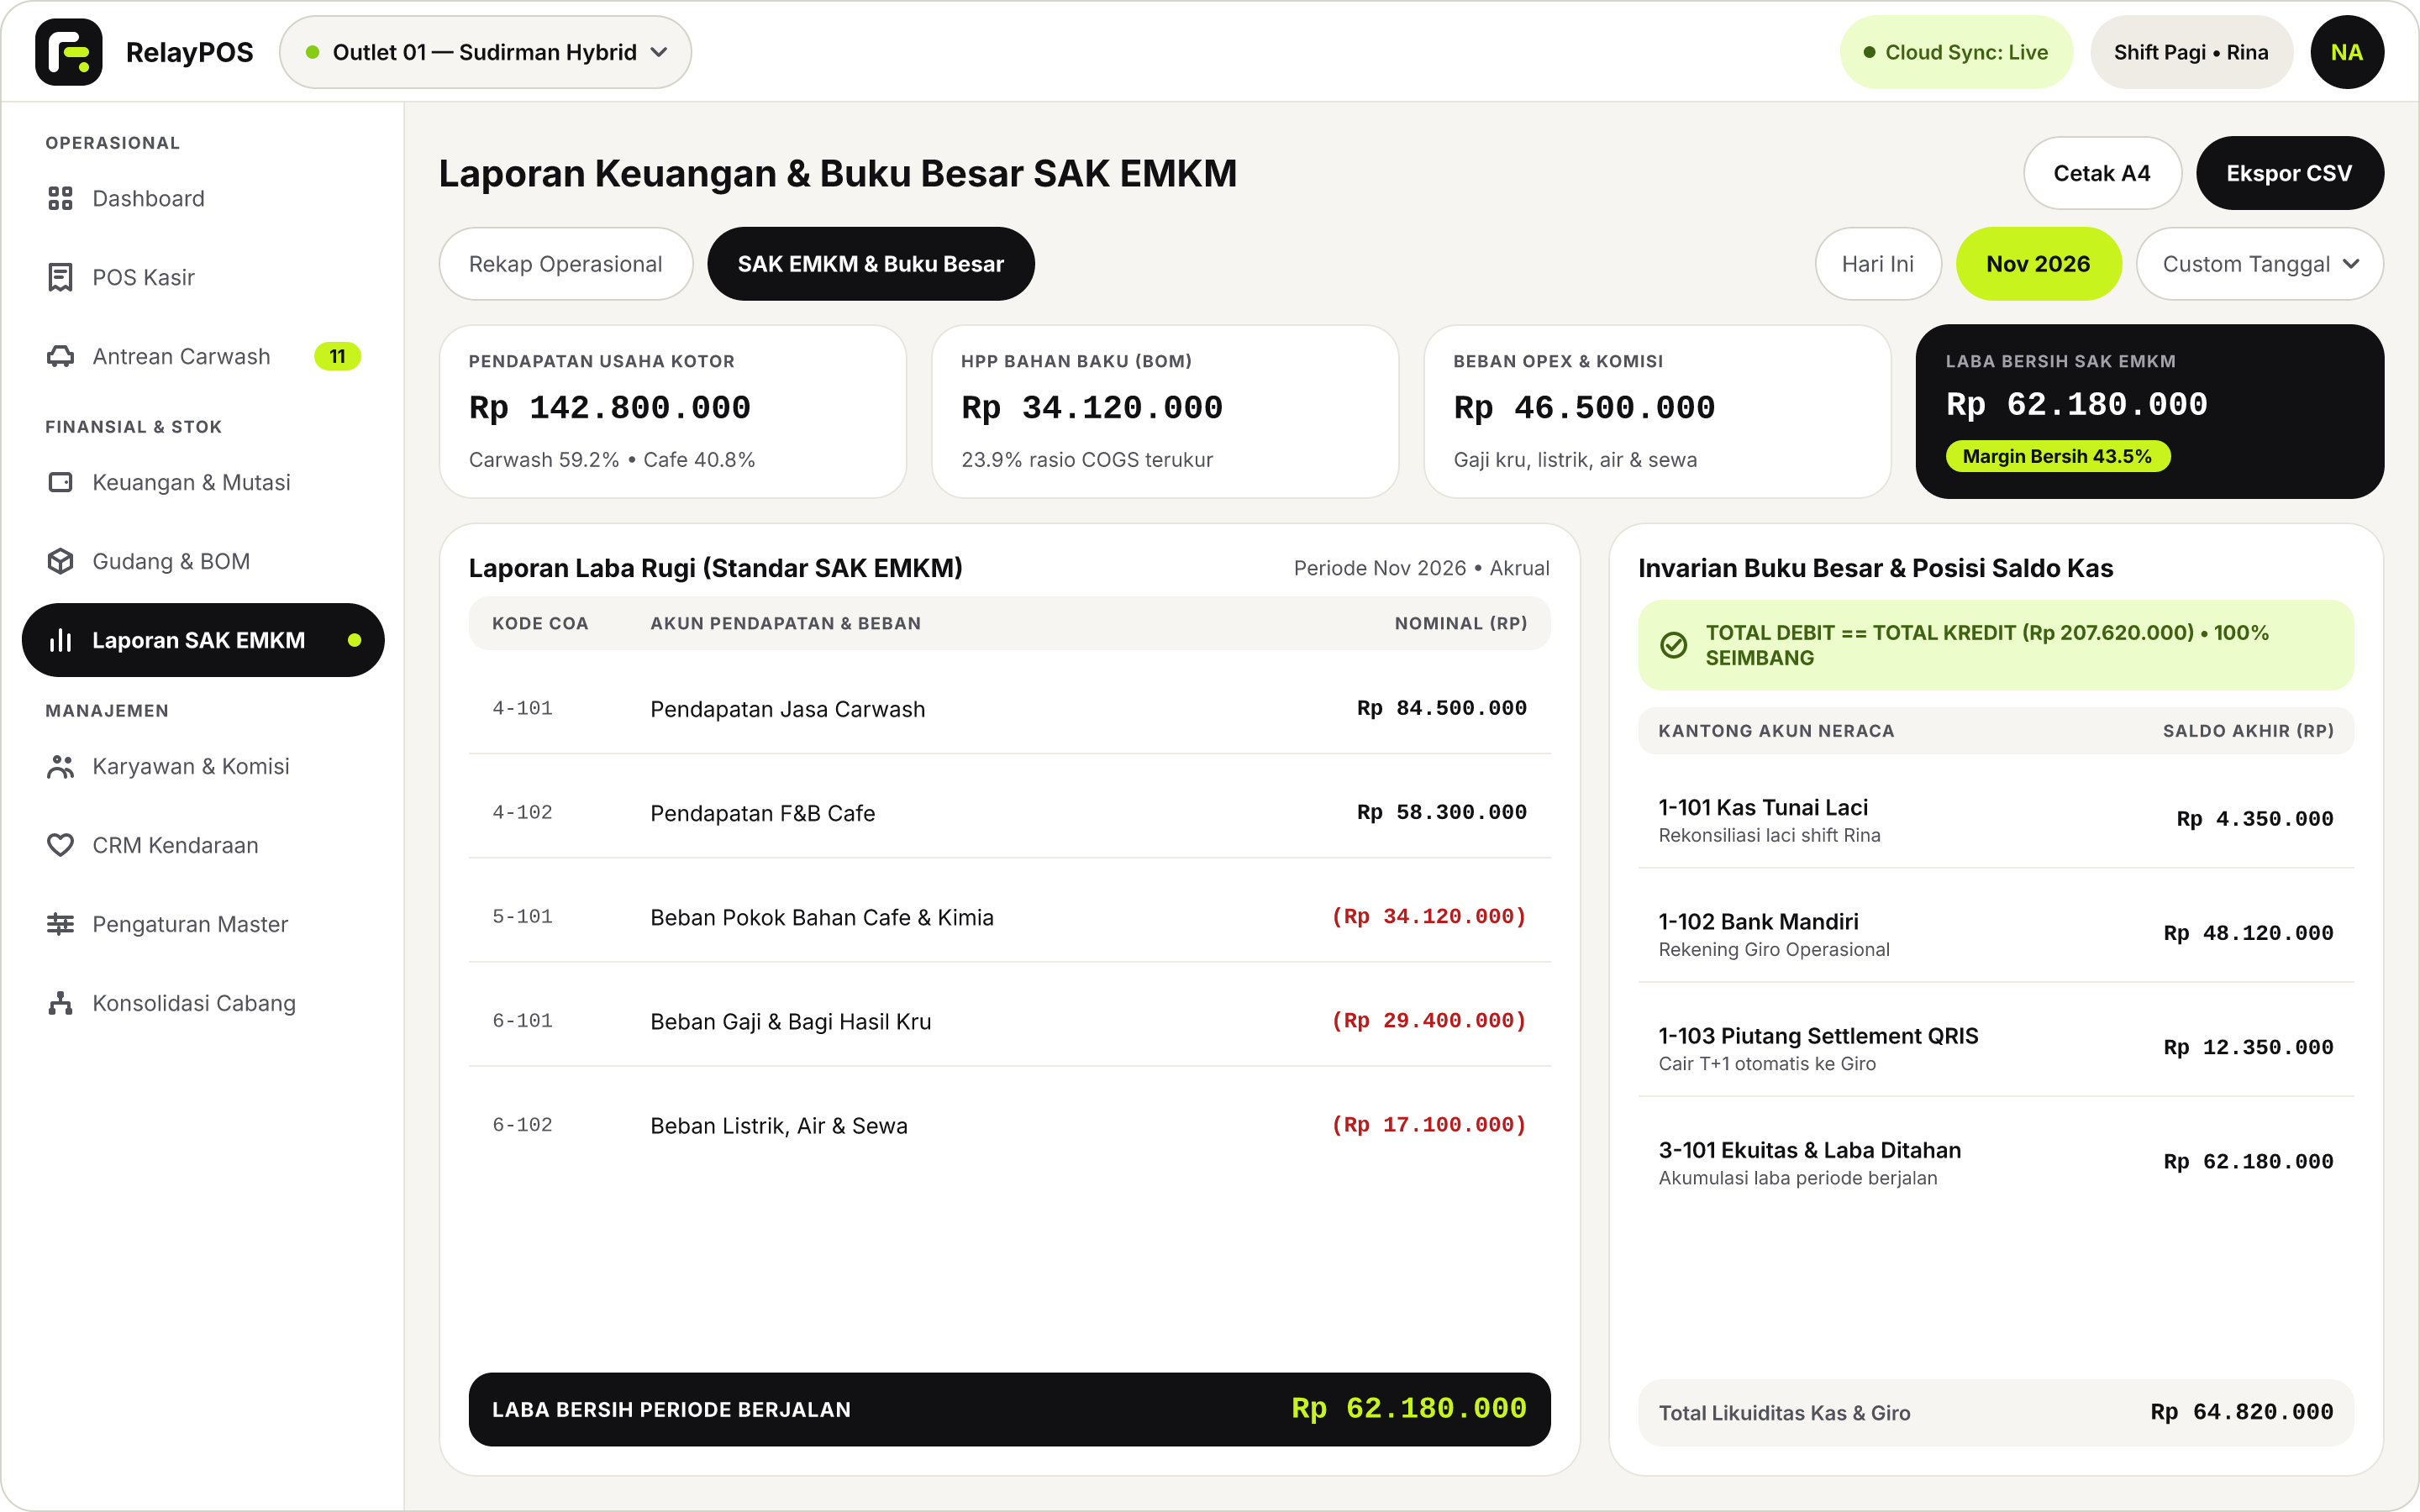 RelayPOS
Outlet 01 — Sudirman Hybrid
Cloud Sync: Live
Shift Pagi • Rina
NA
OPERASIONAL
Dashboard
POS Kasir
Antrean Carwash
11
FINANSIAL & STOK
Keuangan & Mutasi
Gudang & BOM
Laporan SAK EMKM
MANAJEMEN
Karyawan & Komisi
CRM Kendaraan
Pengaturan Master
Konsolidasi Cabang
Laporan Keuangan & Buku Besar SAK EMKM
Cetak A4
Ekspor CSV
Rekap Operasional
SAK EMKM & Buku Besar
Hari Ini
Nov 2026
Custom Tanggal
PENDAPATAN USAHA KOTOR
Rp 142.800.000
Carwash 59.2% • Cafe 40.8%
HPP BAHAN BAKU (BOM)
Rp 34.120.000
23.9% rasio COGS terukur
BEBAN OPEX & KOMISI
Rp 46.500.000
Gaji kru, listrik, air & sewa
LABA BERSIH SAK EMKM
Rp 62.180.000
Margin Bersih 43.5%
Laporan Laba Rugi (Standar SAK EMKM)
Periode Nov 2026 • Akrual
KODE COA AKUN PENDAPATAN & BEBAN NOMINAL (RP)
4-101 Pendapatan Jasa Carwash Rp 84.500.000
4-102 Pendapatan F&B Cafe Rp 58.300.000
5-101 Beban Pokok Bahan Cafe & Kimia (Rp 34.120.000)
6-101 Beban Gaji & Bagi Hasil Kru (Rp 29.400.000)
6-102 Beban Listrik, Air & Sewa (Rp 17.100.000)
LABA BERSIH PERIODE BERJALAN Rp 62.180.000
Invarian Buku Besar & Posisi Saldo Kas
TOTAL DEBIT == TOTAL KREDIT (Rp 207.620.000) • 100%
SEIMBANG
KANTONG AKUN NERACA SALDO AKHIR (RP)
1-101 Kas Tunai Laci
Rekonsiliasi laci shift Rina
Rp 4.350.000
1-102 Bank Mandiri
Rekening Giro Operasional
Rp 48.120.000
1-103 Piutang Settlement QRIS
Cair T+1 otomatis ke Giro
Rp 12.350.000
3-101 Ekuitas & Laba Ditahan
Akumulasi laba periode berjalan
Rp 62.180.000
Total Likuiditas Kas & Giro Rp 64.820.000